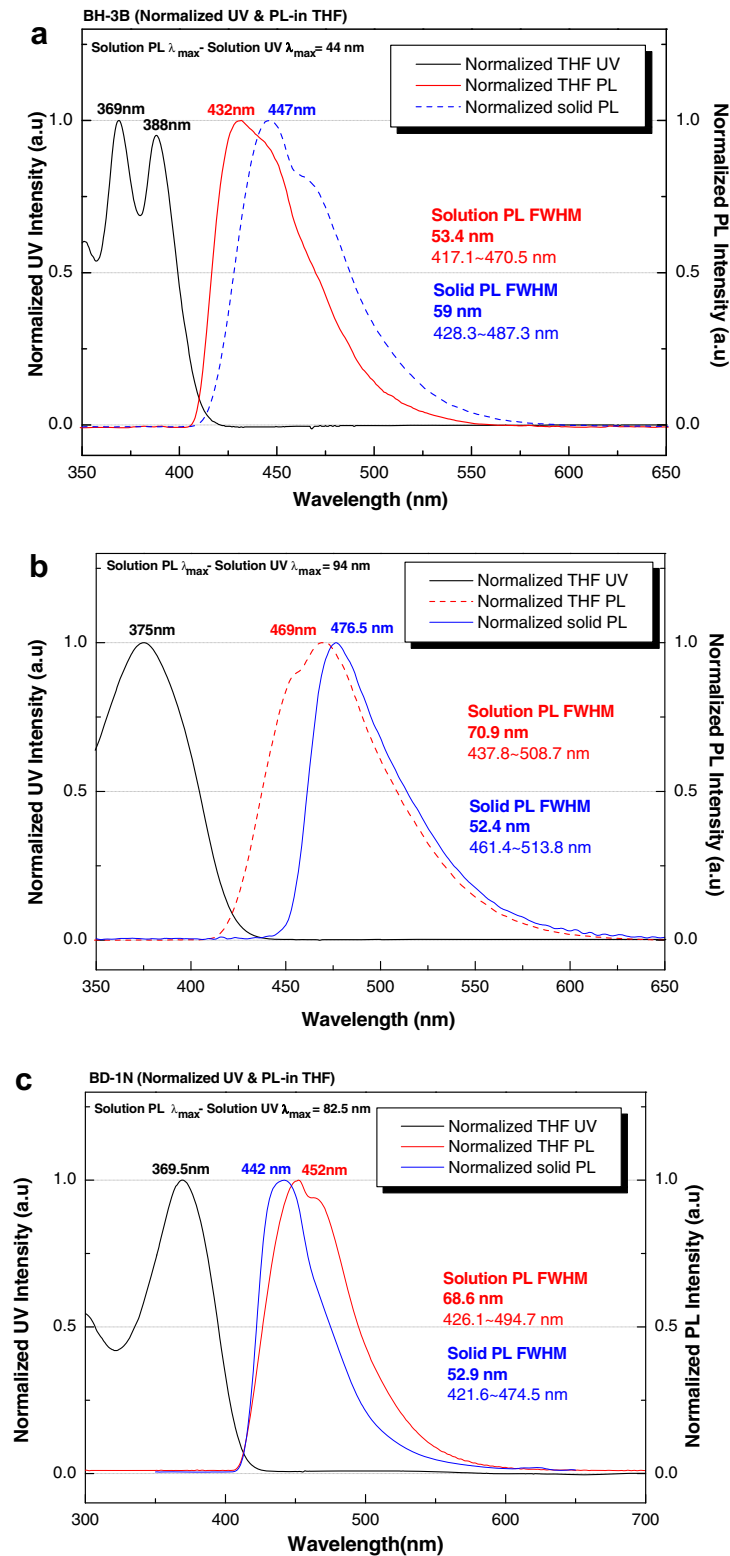 BH-3B (Normalized UV & PL-in THF)
a
Solution PL λmax- Solution UV λmax= 44 nm
Normalized THF UV
Normalized THF PL
Normalized solid PL
369nm
388nm
432nm
447nm
Solution PL FWHM
53.4 nm
417.1~470.5 nm
Solid PL FWHM
59 nm
428.3~487.3 nm
Normalized UV Intensity (a.u)
1.0
0.5
0.0
Normalized PL Intensity (a.u)
1.0
0.5
0.0
350 400 450 500 550 600 650
Wavelength (nm)
b
Solution PL λmax- Solution UV λmax= 94 nm
Normalized THF UV
Normalized THF PL
Normalized solid PL
375nm
469nm
476.5 nm
Solution PL FWHM
70.9 nm
437.8~508.7 nm
Solid PL FWHM
52.4 nm
461.4~513.8 nm
Normalized UV Intensity (a.u)
1.0
0.5
0.0
Normalized PL Intensity (a.u)
1.0
0.5
0.0
350 400 450 500 550 600 650
Wavelength (nm)
c
BD-1N (Normalized UV & PL-in THF)
Solution PL λmax- Solution UV λmax= 82.5 nm
Normalized THF UV
Normalized THF PL
Normalized solid PL
369.5nm
442 nm
452nm
Solution PL FWHM
68.6 nm
426.1~494.7 nm
Solid PL FWHM
52.9 nm
421.6~474.5 nm
Normalized UV Intensity (a.u)
1.0
0.5
0.0
Normalized PL Intensity (a.u)
1.0
0.5
0.0
300 400 500 600 700
Wavelength(nm)